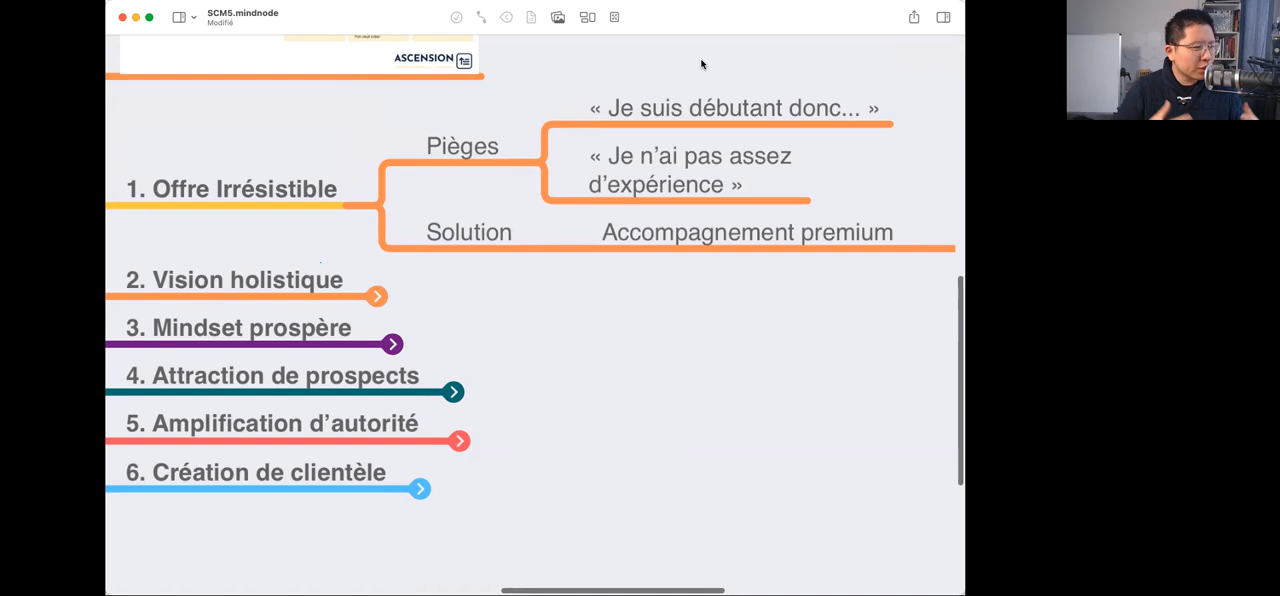 SCM5.mindnode
Modifié
ASCENSION
« Je suis débutant donc... »
Pièges
« Je n’ai pas assez
d’expérience »
1. Offre Irrésistible
Solution
Accompagnement premium
2. Vision holistique
3. Mindset prospère
4. Attraction de prospects
5. Amplification d’autorité
6. Création de clientèle